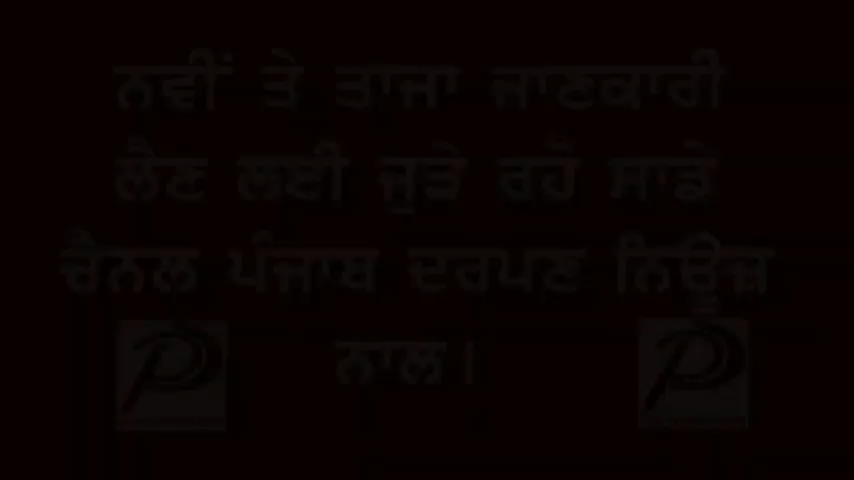 ਨਵੀਂ ਤੇ ਤਾਜਾ ਜਾਣਕਾਰੀ
ਲੈਣ ਲਈ ਜੁੜੇ ਰਹੋ ਸਾਡੇ
ਚੈਨਲ ਪੰਜਾਬ ਦਰਪਣ ਨਿਊਜ਼
ਨਾਲ।